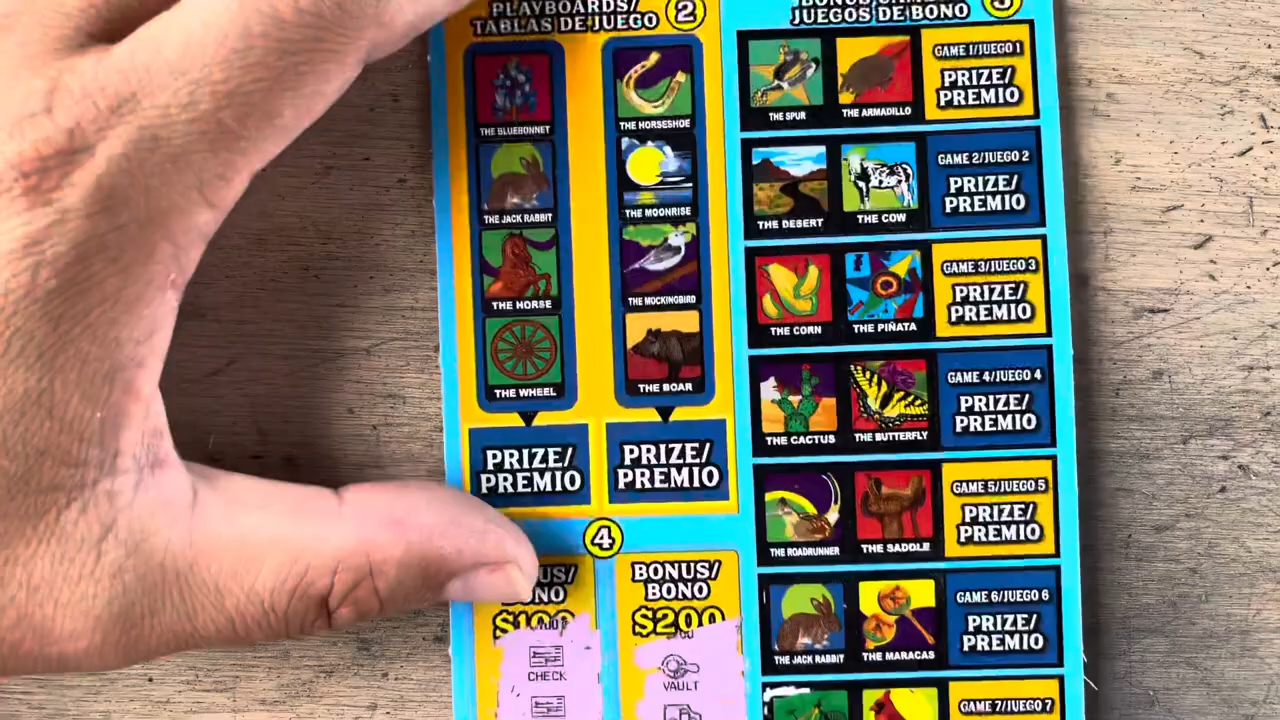 PLAYBOARDS/
TABLAS DE JUEGO
2
THE BLUEBONNET
THE HORSESHOE
THE JACK RABBIT
THE MOONRISE
THE HORSE
THE MOCKINGBIRD
THE WHEEL
THE BOAR
PRIZE/
PREMIO
PRIZE/
PREMIO
4
BONUS/
BONO
$200
CHECK
VAULT
JUEGOS DE BONO
THE SPUR
THE ARMADILLO
GAME 1/JUEGO 1
PRIZE/
PREMIO
THE DESERT
THE COW
GAME 2/JUEGO 2
PRIZE/
PREMIO
THE CORN
THE PIÑATA
GAME 3/JUEGO 3
PRIZE/
PREMIO
THE CACTUS
THE BUTTERFLY
GAME 4/JUEGO 4
PRIZE/
PREMIO
THE ROADRUNNER
THE SADDLE
GAME 5/JUEGO 5
PRIZE/
PREMIO
THE JACK RABBIT
THE MARACAS
GAME 6/JUEGO 6
PRIZE/
PREMIO
GAME 7/JUEGO 7